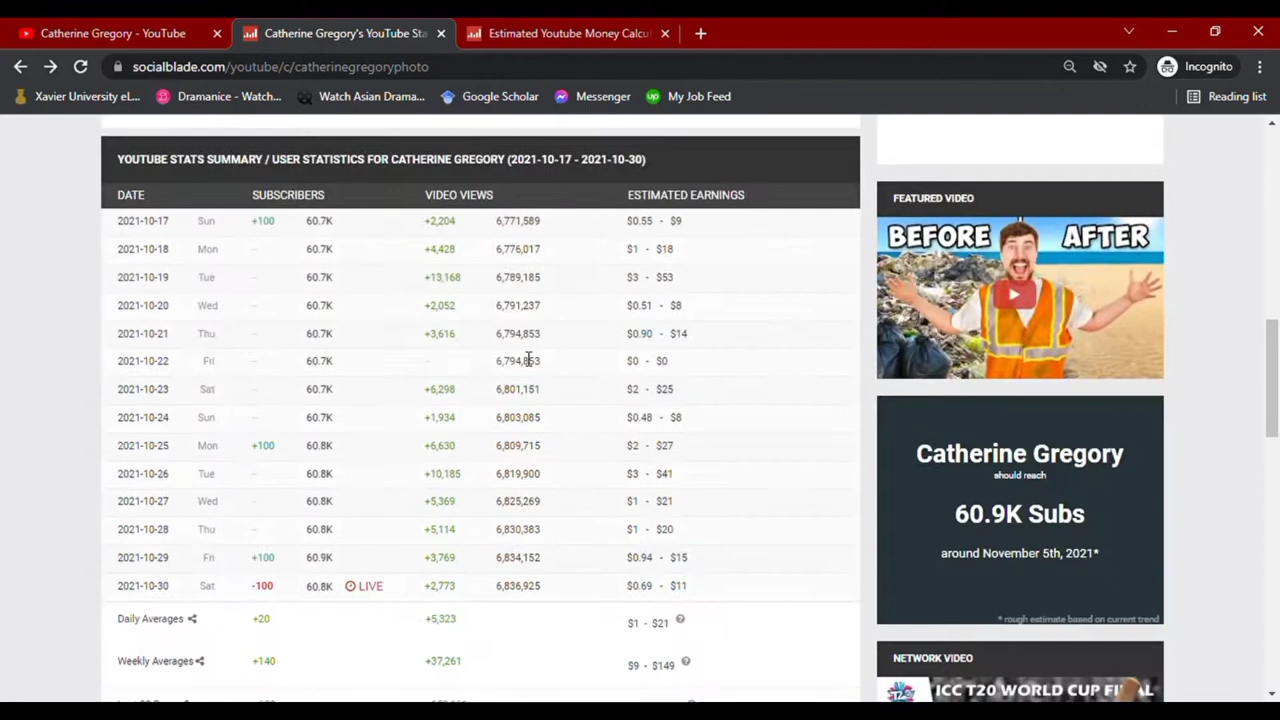 Catherine Gregory - YouTube
Catherine Gregory's YouTube Sta
Estimated Youtube Money Calcu
socialblade.com/youtube/c/catherinegregoryphoto
Incognito
Xavier University eL...
Dramanice - Watch...
Watch Asian Drama...
Google Scholar
Messenger
My Job Feed
Reading list
YOUTUBE STATS SUMMARY / USER STATISTICS FOR CATHERINE GREGORY (2021-10-17 - 2021-10-30)
DATE SUBSCRIBERS VIDEO VIEWS ESTIMATED EARNINGS
2021-10-17 Sun +100 60.7K +2,204 6,771,589 $0.55 - $9
2021-10-18 Mon -- 60.7K +4,428 6,776,017 $1 - $18
2021-10-19 Tue -- 60.7K +13,168 6,789,185 $3 - $53
2021-10-20 Wed -- 60.7K +2,052 6,791,237 $0.51 - $8
2021-10-21 Thu -- 60.7K +3,616 6,794,853 $0.90 - $14
2021-10-22 Fri -- 60.7K -- 6,794,853 $0 - $0
2021-10-23 Sat -- 60.7K +6,298 6,801,151 $2 - $25
2021-10-24 Sun -- 60.7K +1,934 6,803,085 $0.48 - $8
2021-10-25 Mon +100 60.8K +6,630 6,809,715 $2 - $27
2021-10-26 Tue -- 60.8K +10,185 6,819,900 $3 - $41
2021-10-27 Wed -- 60.8K +5,369 6,825,269 $1 - $21
2021-10-28 Thu -- 60.8K +5,114 6,830,383 $1 - $20
2021-10-29 Fri +100 60.9K +3,769 6,834,152 $0.94 - $15
2021-10-30 Sat -100 60.8K LIVE +2,773 6,836,925 $0.69 - $11
Daily Averages +20 +5,323 $1 - $21
Weekly Averages +140 +37,261 $9 - $149
FEATURED VIDEO
BEFORE AFTER
Catherine Gregory
should reach
60.9K Subs
around November 5th, 2021*
* rough estimate based on current trend
NETWORK VIDEO
ICC T20 WORLD CUP FINAL